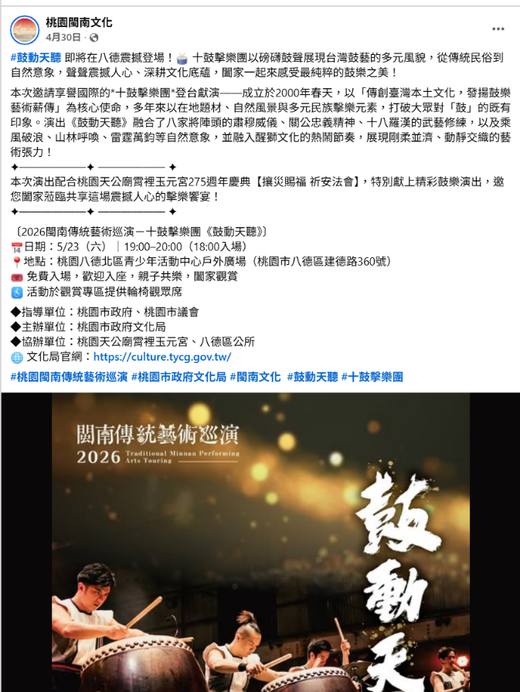 桃園閩南文化
4月30日 ·
#鼓動天聽 即將在八德震撼登場！🥁 十鼓擊樂團以磅礴鼓聲展現台灣鼓藝的多元風貌，從傳統民俗到
自然意象，聲聲震撼人心、深耕文化底蘊，闔家一起來感受最純粹的鼓樂之美！
本次邀請享譽國際的"十鼓擊樂團"登台獻演——成立於2000年春天，以「傳創臺灣本土文化，發揚鼓樂
藝術薪傳」為核心使命，多年來以在地題材、自然風景與多元民族擊樂元素，打破大眾對「鼓」的既有
印象。演出《鼓動天聽》融合了八家將陣頭的肅穆威儀、關公忠義精神、十八羅漢的武藝修練，以及乘
風破浪、山林呼喚、雷霆萬鈞等自然意象，並融入醒獅文化的熱鬧節奏，展現剛柔並濟、動靜交織的藝
術張力！
✦—————–✦ —————– ✦
本次演出配合桃園天公廟霄裡玉元宮275週年慶典【攘災賜福 祈安法會】，特別獻上精彩鼓樂演出，邀
您闔家蒞臨共享這場震撼人心的擊樂饗宴！
✦—————–✦ —————– ✦
〔2026閩南傳統藝術巡演－十鼓擊樂團《鼓動天聽》〕
📅日期：5/23（六）｜19:00–20:00（18:00入場）
📍地點：桃園八德北區青少年活動中心戶外廣場（桃園市八德區建德路360號）
🎟️ 免費入場，歡迎入座，親子共樂，闔家觀賞
♿ 活動於觀賞專區提供輪椅觀眾席
◆指導單位：桃園市政府、桃園市議會
◆主辦單位：桃園市政府文化局
◆協辦單位：桃園天公廟霄裡玉元宮、八德區公所
🌐 文化局官網：https://culture.tycg.gov.tw/
#桃園閩南傳統藝術巡演 #桃園市政府文化局 #閩南文化 #鼓動天聽 #十鼓擊樂團
閩南傳統藝術巡演
2026 Traditional Minnan Performing
Arts Touring
鼓動天